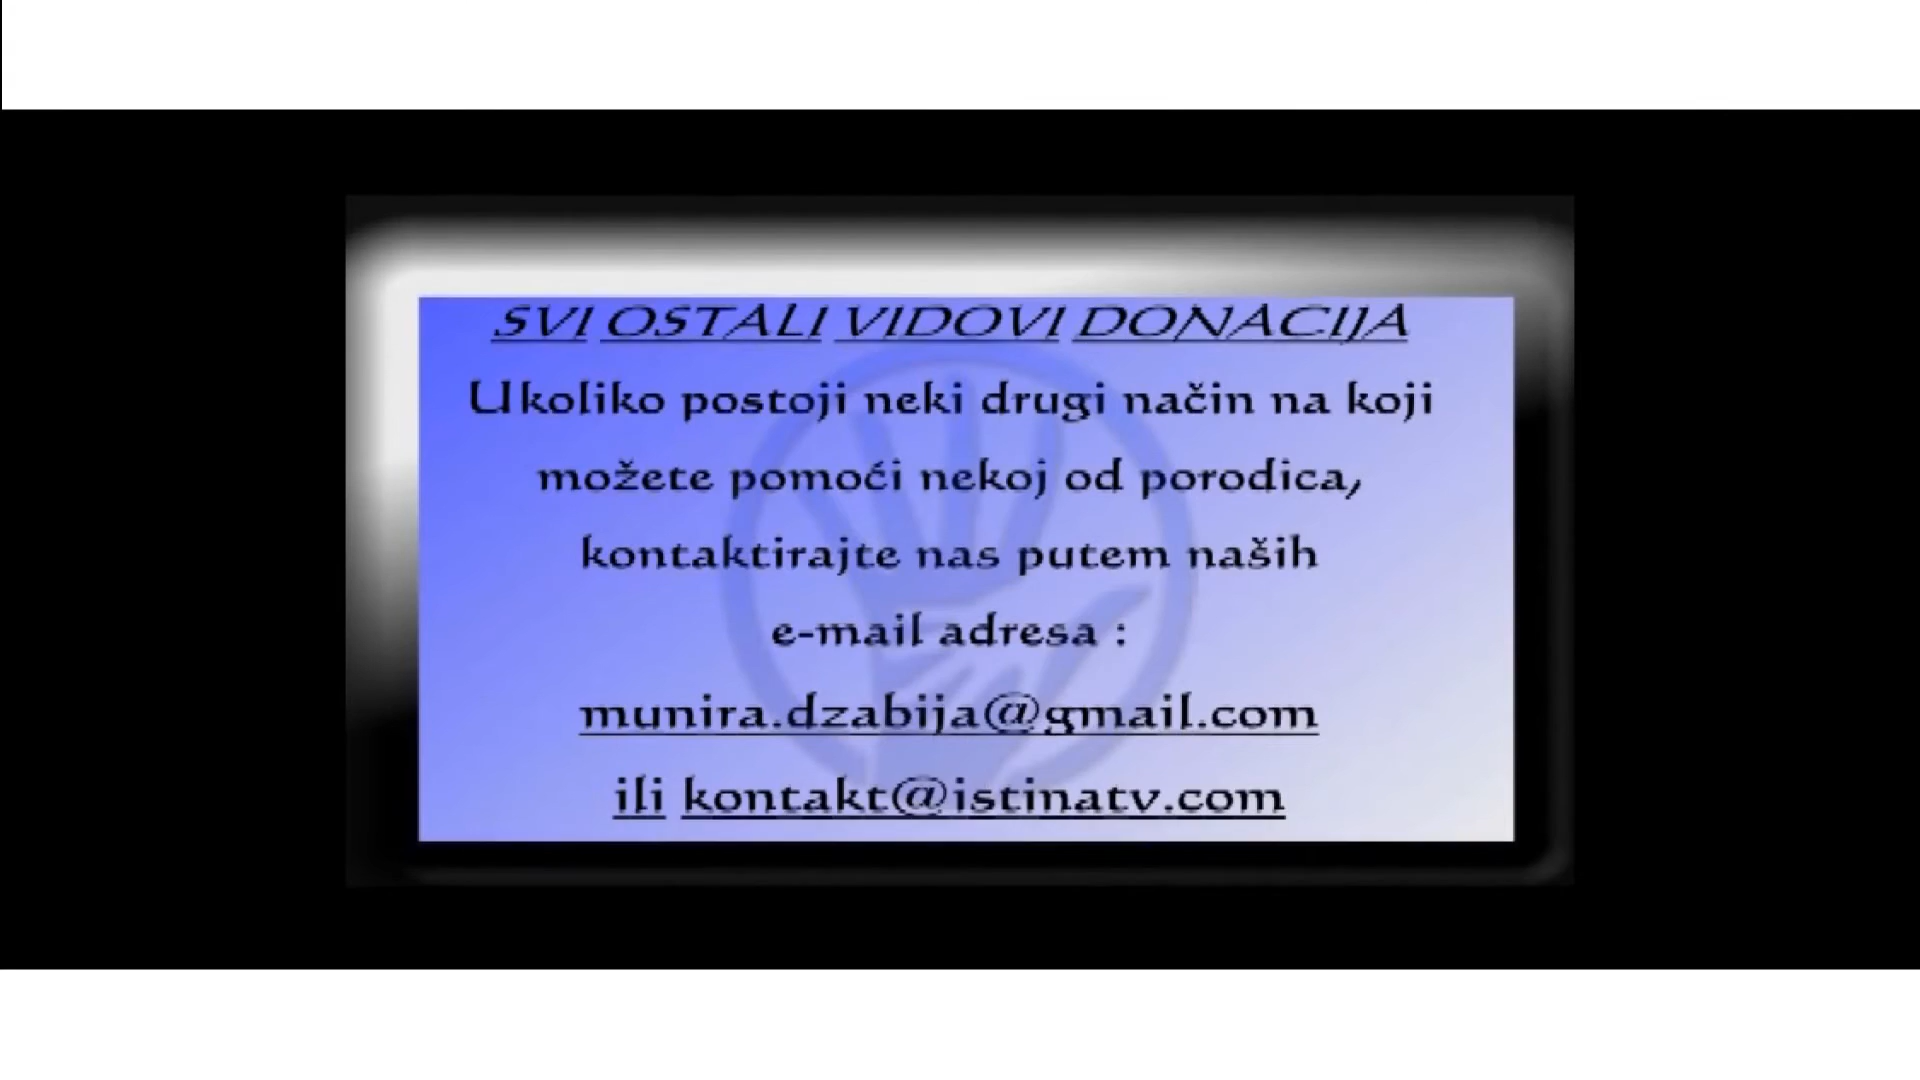 SVI OSTALI VIDOVI DONACIJA
Ukoliko postoji neki drugi način na koji
možete pomoći nekoj od porodica,
kontaktirajte nas putem naših
e-mail adresa :
munira.dzabija@gmail.com
ili kontakt@istinatv.com